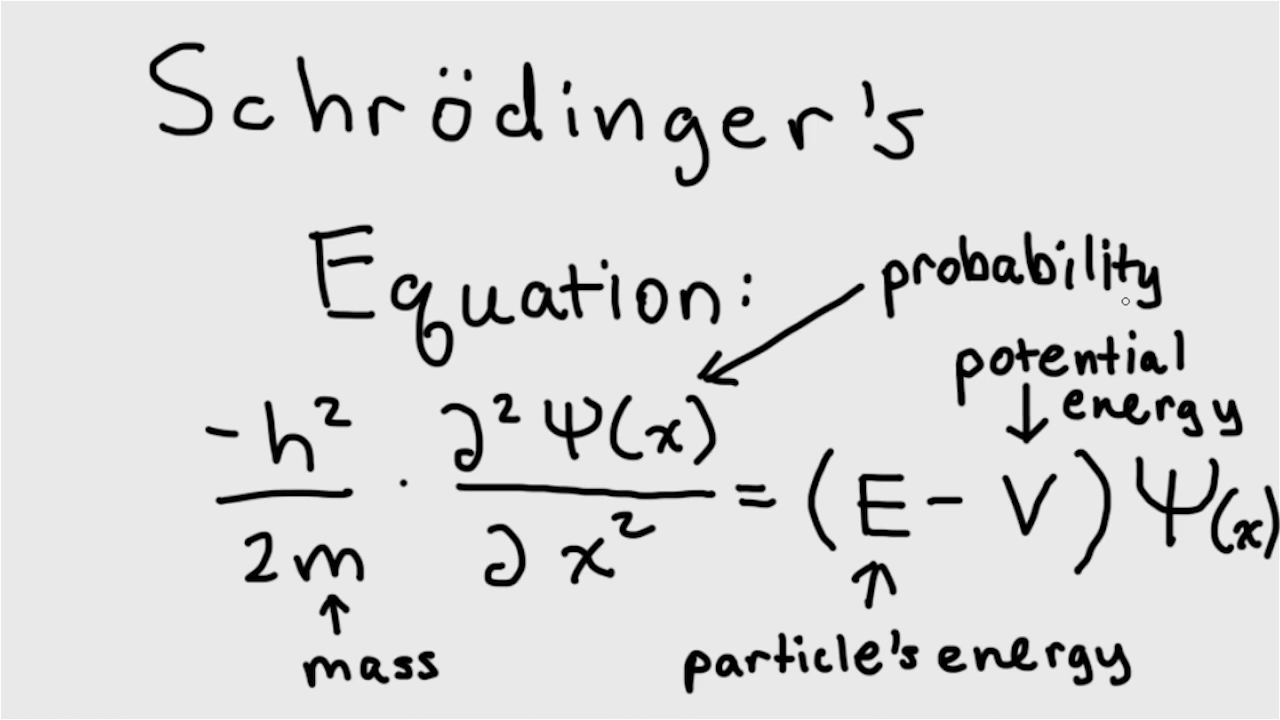 Schrödinger's
Equation:
probability
potential
energy
-h² / 2m · ∂²Ψ(x) / ∂x² = (E - V) Ψ(x)
mass
particle's energy